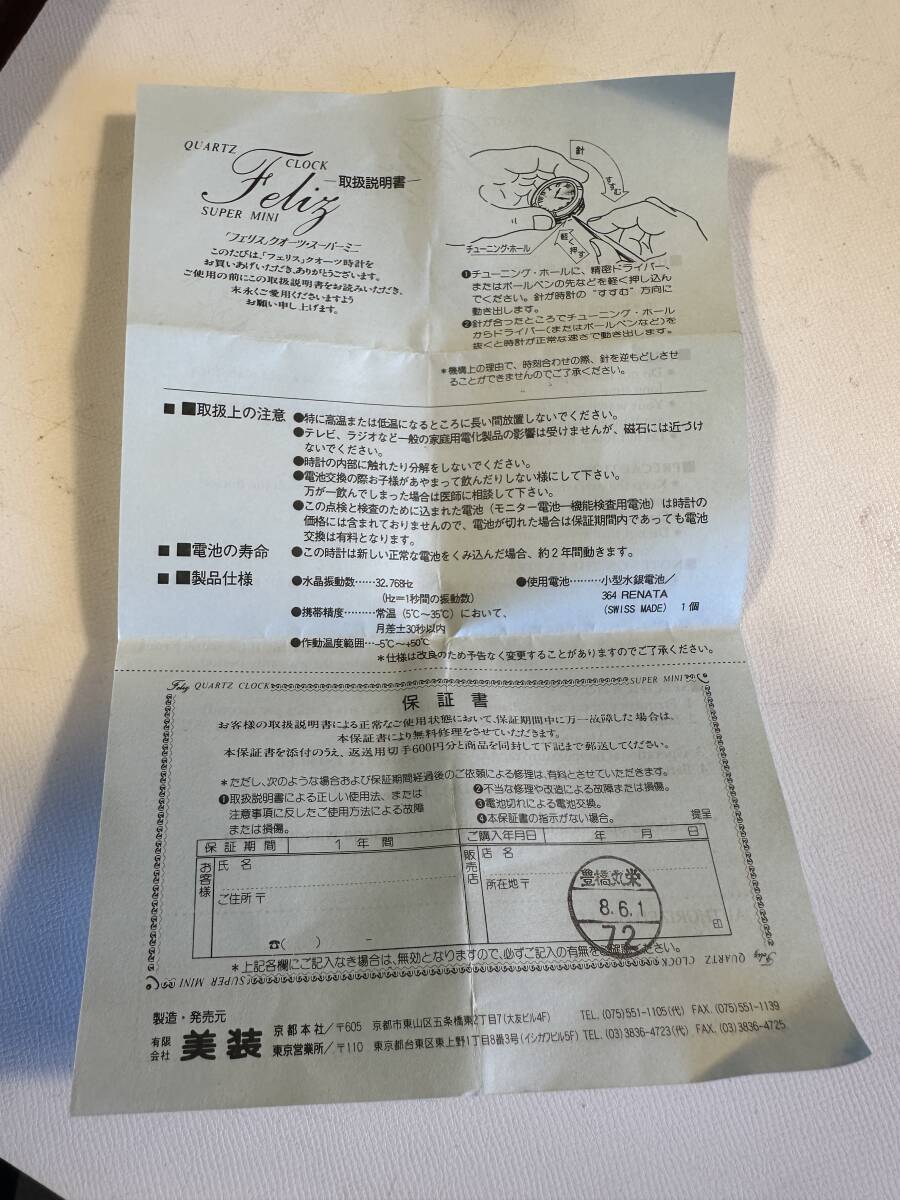 QUARTZ
CLOCK
Feliz
―取扱説明書―
SUPER MINI
「フェリス」クオーツ・スーパーミニ
このたびは、「フェリス」クオーツ時計を
お買いあげいただき、ありがとうございます。
ご使用の前にこの取扱説明書をお読みいただき、
末永くご愛用くださいますよう
お願い申し上げます。
針
すすむ
軽く押す
チューニング・ホール
❶チューニング・ホールに、精密ドライバー、
またはボールペンの先などを軽く押し込ん
でください。針が時計の“すすむ”方向に
動き出します。
❷針が合ったところでチューニング・ホール
からドライバー(またはボールペンなど)を
抜くと時計が正常な速さで動き出します。
*機構上の理由で、時刻合わせの際、針を逆もどしさせ
ることができませんのでご了承ください。
■ ■取扱上の注意
●特に高温または低温になるところに長い間放置しないでください。
●テレビ、ラジオなど一般の家庭用電化製品の影響は受けませんが、磁石には近づけ
ないでください。
●時計の内部に触れたり分解をしないでください。
●電池交換の際お子様があやまって飲んだりしない様にして下さい。
万が一飲んでしまった場合は医師に相談して下さい。
●この点検と検査のために込まれた電池（モニター電池―機能検査用電池）は時計の
価格には含まれておりませんので、電池が切れた場合は保証期間内であっても電池
交換は有料となります。
■ ■電池の寿命 ●この時計は新しい正常な電池をくみ込んだ場合、約2年間動きます。
■ ■製品仕様 ●水晶振動数……32.768Hz
(Hz=1秒間の振動数)
●携帯精度………常温（5℃～35℃）において、
月差±30秒以内
●作動温度範囲…−5℃～+50℃
●使用電池………小型水銀電池／
364 RENATA
(SWISS MADE) 1個
*仕様は改良のため予告なく変更することがありますのでご了承ください。
Feliz QUARTZ CLOCK SUPER MINI
保証書
お客様の取扱説明書による正常なご使用状態において、保証期間中に万一故障した場合は、
本保証書により無料修理をさせていただきます。
本保証書を添付のうえ、返送用切手600円分と商品を同封して下記まで郵送してください。
*ただし、次のような場合および保証期間経過後のご依頼による修理は、有料とさせていただきます。
❶取扱説明書による正しい使用法、または
注意事項に反したご使用方法による故障
または損傷。
❷不当な修理や改造による故障または損傷。
❸電池切れによる電池交換。
❹本保証書の指示がない場合。
提呈
保証期間 1年間 ご購入年月日 年 月 日
お客様
氏名
ご住所 〒
☎( ) −
販売店
店名
所在地〒
印
豊橋丸栄
8.6.1
72
*上記各欄にご記入なき場合は、無効となりますので、必ずご記入の有無をご確認ください。
Feliz QUARTZ CLOCK SUPER MINI
製造・発売元
有限会社 美装
京都本社／〒605 京都市東山区五条橋東2丁目7(大友ビル4F) TEL. (075)551-1105(代) FAX. (075)551-1139
東京営業所／〒110 東京都台東区東上野1丁目8番3号(イシガワビル5F) TEL. (03)3836-4723(代) FAX. (03)3836-4725